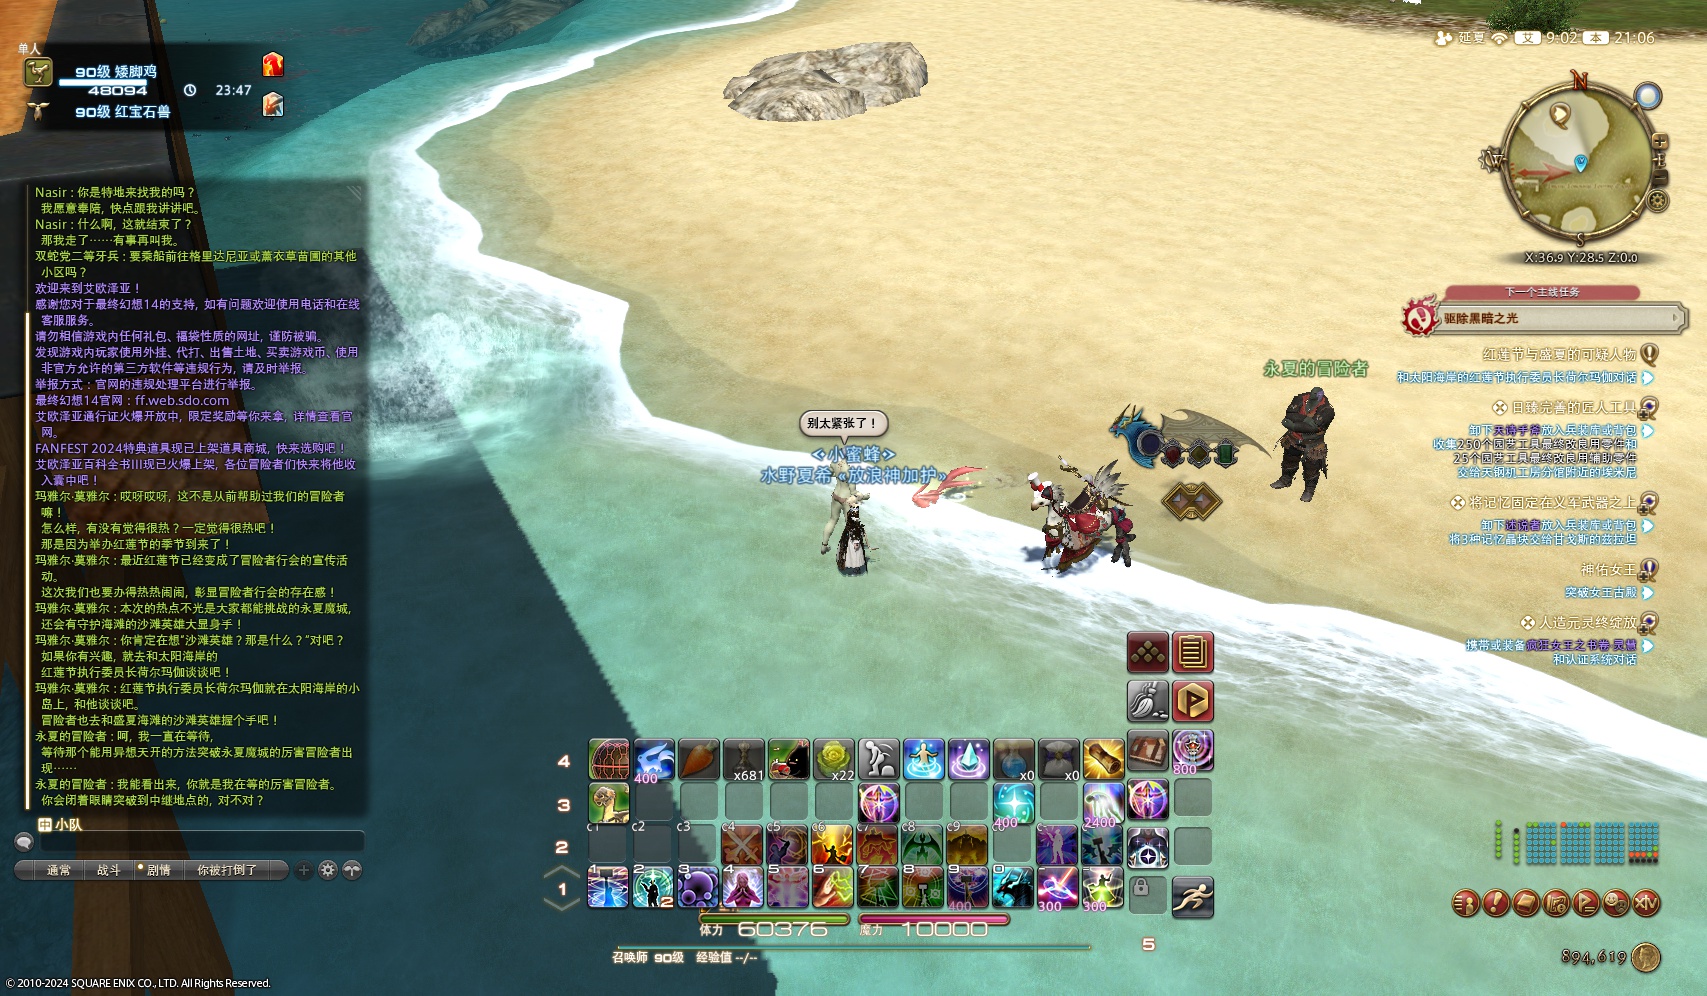 单人
90级 矮脚鸡
48094
90级 红宝石兽
23:47
延夏 艾 9:02 本 21:06
N
W
S
X:36.9 Y:28.5 Z:0.0
下一个主线任务
驱除黑暗之光
红莲节与盛夏的可疑人物
和太阳海岸的红莲节执行委员长荷尔玛伽对话
日臻完善的匠人工具
卸下天诗手斧放入兵装库或背包
收集250个园艺工具最终改良用零件和
25个园艺工具最终改良用辅助零件
交给天钢机工房分馆附近的埃米尼
将记忆固定在义军武器之上
卸下述说者放入兵装库或背包
将3种记忆晶块交给甘戈斯的兹拉坦
神佑女王
突破女王古殿
人造元灵终绽放
携带或装备疯狂女王之书卷·灵慧
和认证系统对话
Nasir : 你是特地来找我的吗？
我愿意奉陪, 快点跟我讲讲吧。
Nasir : 什么啊, 这就结束了？
那我走了……有事再叫我。
双蛇党二等牙兵 : 要乘船前往格里达尼亚或薰衣草苗圃的其他
小区吗？
欢迎来到艾欧泽亚！
感谢您对于最终幻想14的支持, 如有问题欢迎使用电话和在线
客服服务。
请勿相信游戏内任何礼包、福袋性质的网址, 谨防被骗。
发现游戏内玩家使用外挂、代打、出售土地、买卖游戏币、使用
非官方允许的第三方软件等违规行为, 请及时举报。
举报方式 : 官网的违规处理平台进行举报。
最终幻想14官网 : ff.web.sdo.com
艾欧泽亚通行证火爆开放中, 限定奖励等你来拿, 详情查看官
网。
FANFEST 2024特典道具现已上架道具商城, 快来选购吧！
艾欧泽亚百科全书III现已火爆上架, 各位冒险者们快来将他收
入囊中吧！
玛雅尔·莫雅尔 : 哎呀哎呀, 这不是从前帮助过我们的冒险者
嘛！
怎么样, 有没有觉得很热？一定觉得很热吧！
那是因为举办红莲节的季节到来了！
玛雅尔·莫雅尔 : 最近红莲节已经变成了冒险者行会的宣传活
动。
这次我们也要办得热热闹闹, 彰显冒险者行会的存在感！
玛雅尔·莫雅尔 : 本次的热点不光是大家都能挑战的永夏魔城,
还会有守护海滩的沙滩英雄大显身手！
玛雅尔·莫雅尔 : 你肯定在想“沙滩英雄？那是什么？”对吧？
如果你有兴趣, 就去和太阳海岸的
红莲节执行委员长荷尔玛伽谈谈吧！
玛雅尔·莫雅尔 : 红莲节执行委员长荷尔玛伽就在太阳海岸的小
岛上, 和他谈谈吧。
冒险者也去和盛夏海滩的沙滩英雄握个手吧！
永夏的冒险者 : 呵, 我一直在等待,
等待那个能用异想天开的方法突破永夏魔城的厉害冒险者出
现……
永夏的冒险者 : 我能看出来, 你就是我在等的厉害冒险者。
你会闭着眼睛突破到中继地点的, 对不对？
中 小队
通常 战斗 剧情 你被打倒了
别太紧张了！
<小蜜蜂>
水野夏希 «放浪神加护»
永夏的冒险者
4 400 x681 x22 x0 x0 800
3 400 2400
2 c1 c2 c3 c4 c5 c6 c7 c8 c9 c0
1 1 2 3 4 5 6 7 8 9 0
2 400 300 300
体力 60376 魔力 10000
5
召唤师 90级 经验值 --/--
894,619
© 2010-2024 SQUARE ENIX CO., LTD. All Rights Reserved.